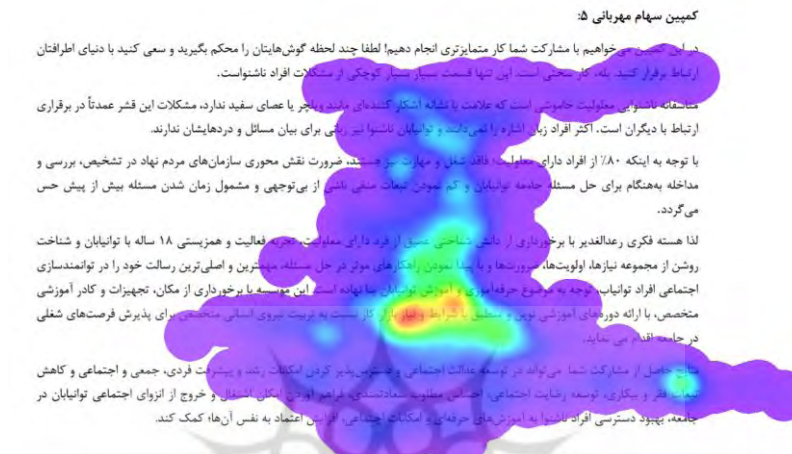 کمپین سهام مهربانی ۵:
در این کمپین می‌خواهیم با مشارکت شما کار متمایزتری انجام دهیم! لطفا چند لحظه گوش‌هایتان را محکم بگیرید و سعی کنید با دنیای اطرافتان
ارتباط برقرار کنید. بله، کار سختی است. این تنها قسمت بسیار بسیار کوچکی از مشکلات افراد ناشنواست.
متاسفانه ناشنوایی معلولیت خاموشی است که علامت یا نشانه آشکار کننده‌ای مانند ویلچر یا عصای سفید ندارد، مشکلات این قشر عمدتاً در برقراری
ارتباط با دیگران است. اکثر افراد زبان اشاره را نمی‌دانند و توانیابان ناشنوا نیز زبانی برای بیان مسائل و دردهایشان ندارند.
با توجه به اینکه ۸۰٪ از افراد دارای معلولیت؛ فاقد شغل و مهارت نیز هستند، ضرورت نقش محوری سازمان‌های مردم نهاد در تشخیص، بررسی و
مداخله به‌هنگام برای حل مسئله جامعه توانیابان و کم نمودن تبعات منفی ناشی از بی‌توجهی و مشمول زمان شدن مسئله بیش از پیش حس
می‌گردد.
لذا هسته فکری رعدالغدیر با برخورداری از دانش شناختی عمیق از فرد دارای معلولیت، تجربه فعالیت و همزیستی ۱۸ ساله با توانیابان و شناخت
روشن از مجموعه نیازها، اولویت‌ها، ضرورت‌ها و با پیدا نمودن راهکارهای موثر در حل مسئله، مهمترین و اصلی‌ترین رسالت خود را در توانمندسازی
اجتماعی افراد توانیاب، توجه به موضوع حرفه‌آموزی و آموزش توانیابان بنا نهاده است. این موسسه با برخورداری از مکان، تجهیزات و کادر آموزشی
متخصص، با ارائه دوره‌های آموزشی نوین و منطبق با شرایط و نیاز بازار کار نسبت به تربیت نیروی انسانی متخصص برای پذیرش فرصت‌های شغلی
در جامعه اقدام می نماید.
نتایج حاصل از مشارکت شما می‌تواند در توسعه عدالت اجتماعی و دسترس‌پذیر کردن امکانات رشد و پیشرفت فردی، جمعی و اجتماعی و کاهش
تبعات فقر و بیکاری، توسعه رضایت اجتماعی، احساس مطلوب سعادتمندی، فراهم آوردن امکان اشتغال و خروج از انزوای اجتماعی توانیابان در
جامعه، بهبود دسترسی افراد ناشنوا به آموزش‌های حرفه‌ای و امکانات اجتماعی، افزایش اعتماد به نفس آن‌ها؛ کمک کند.